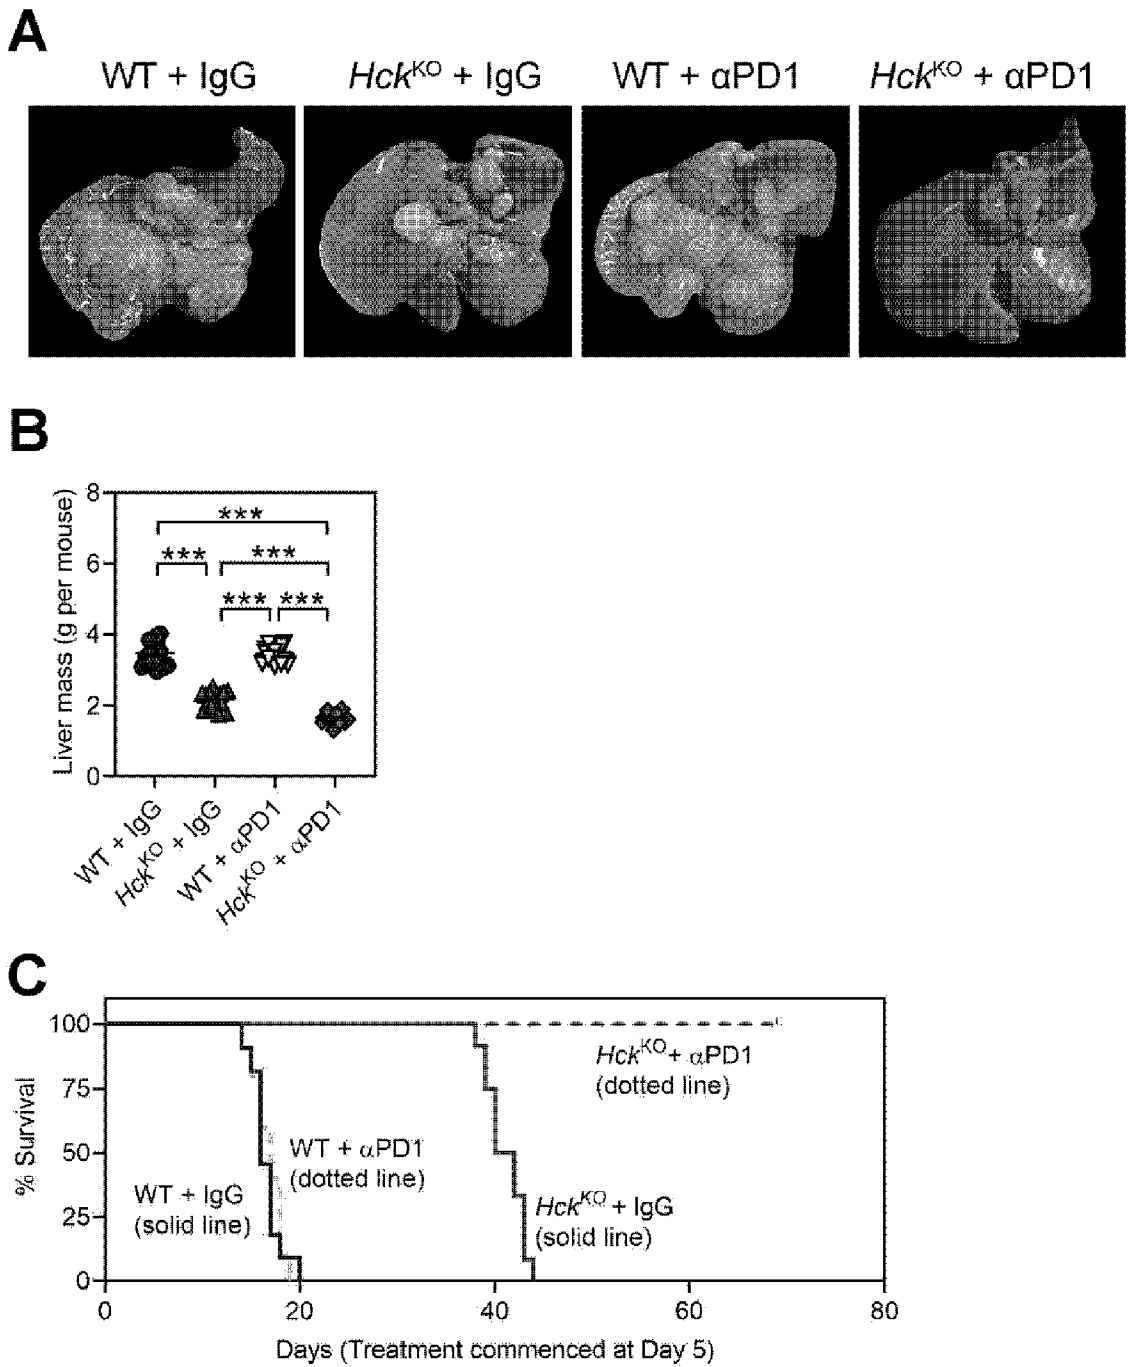 A
WT + IgG
Hck^KO + IgG
WT + αPD1
Hck^KO + αPD1
B
Liver mass (g per mouse)
8
6
4
2
0
***
***
***
***
***
WT + IgG
Hck^KO + IgG
WT + αPD1
Hck^KO + αPD1
C
% Survival
100
75
50
25
0
Hck^KO + αPD1
(dotted line)
WT + αPD1
(dotted line)
WT + IgG
(solid line)
Hck^KO + IgG
(solid line)
0
20
40
60
80
Days (Treatment commenced at Day 5)